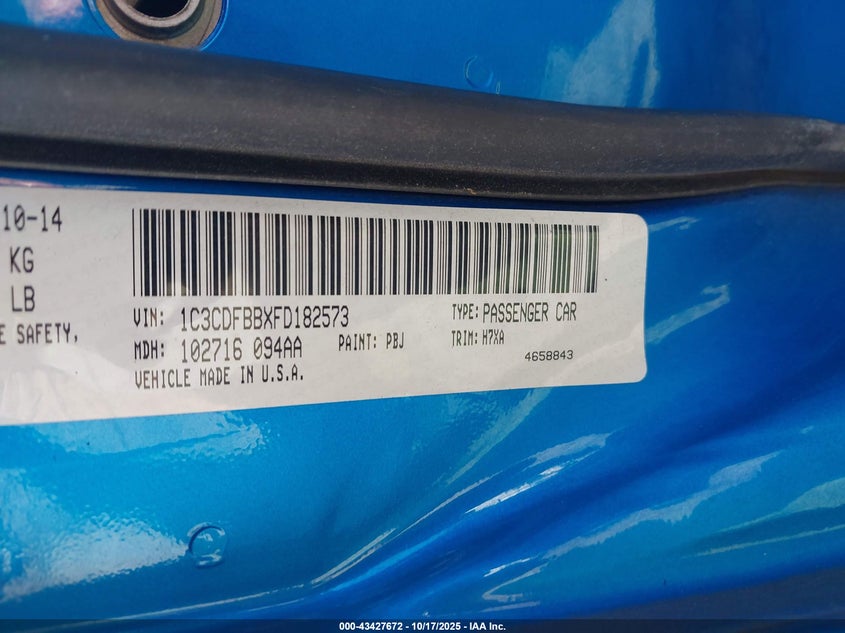 10-14
KG
LB
E SAFETY,
VIN: 1C3CDFBBXFD182573
TYPE: PASSENGER CAR
MDH: 102716 094AA
PAINT: PBJ
TRIM: H7XA
VEHICLE MADE IN U.S.A.
4658843
000-43427672 - 10/17/2025 - IAA Inc.